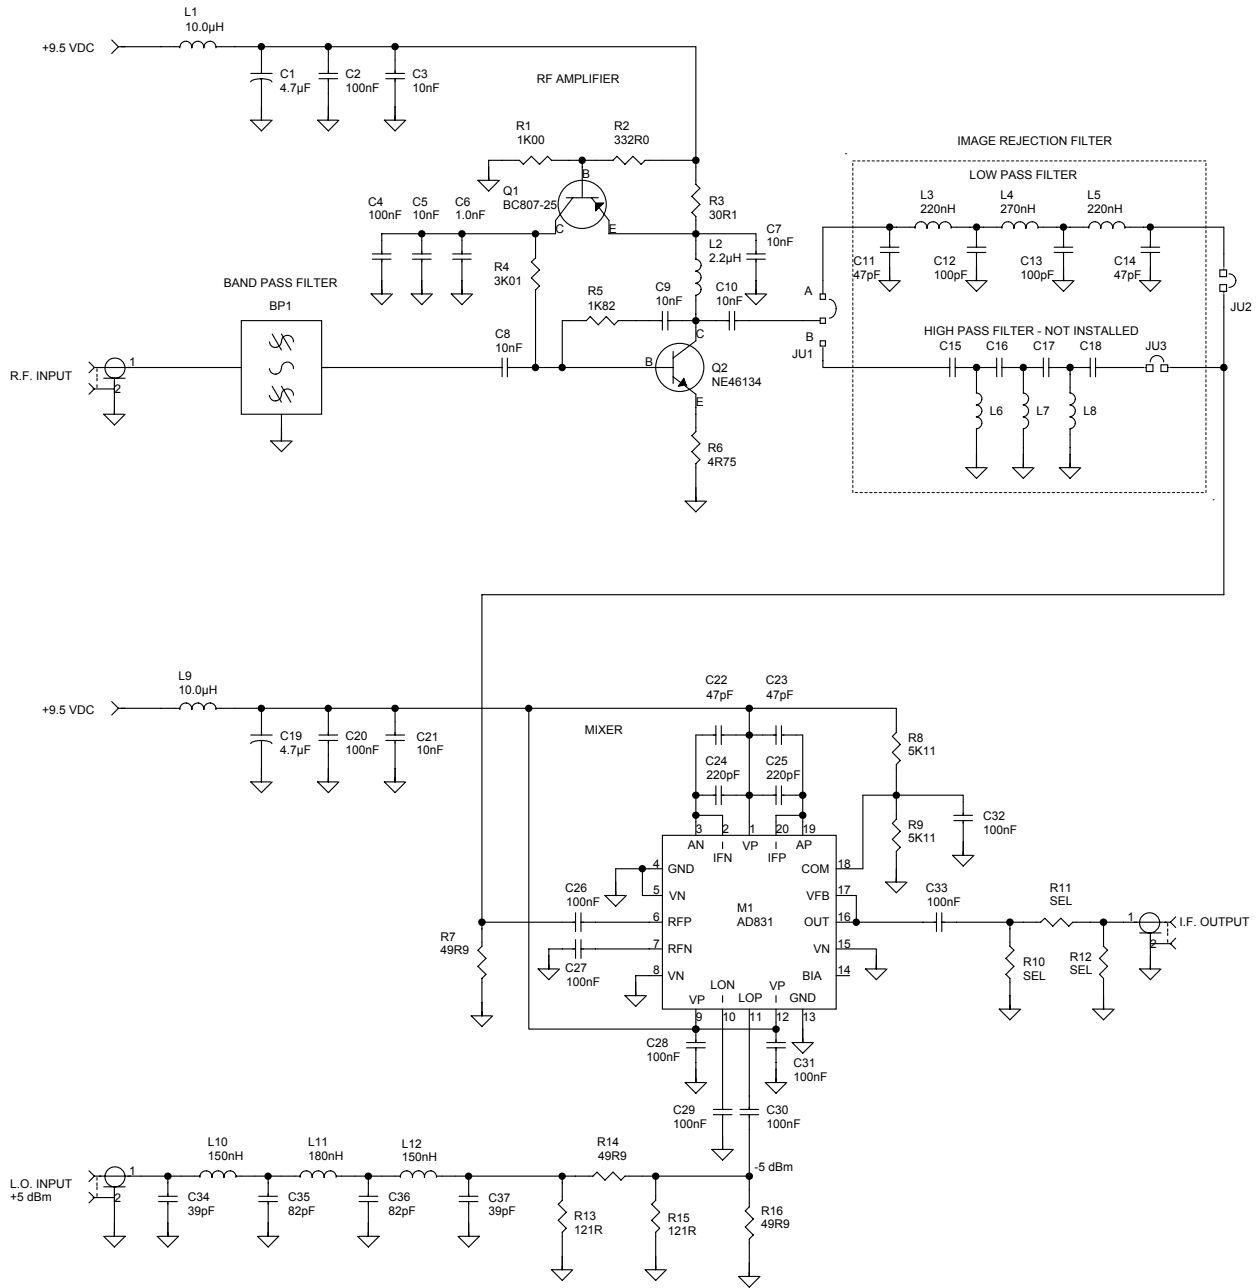 L1
10.0µH
+9.5 VDC
C1
4.7µF
C2
100nF
C3
10nF
RF AMPLIFIER
R1
1K00
R2
332R0
B
Q1
BC807-25
C
E
R3
30R1
C4
100nF
C5
10nF
C6
1.0nF
C7
10nF
L2
2.2µH
R4
3K01
R5
1K82
C9
10nF
C10
10nF
BAND PASS FILTER
BP1
C8
10nF
R.F. INPUT
1
2
B
C
E
Q2
NE46134
R6
4R75
IMAGE REJECTION FILTER
LOW PASS FILTER
L3
220nH
L4
270nH
L5
220nH
C11
47pF
C12
100pF
C13
100pF
C14
47pF
A
B
JU1
JU2
HIGH PASS FILTER - NOT INSTALLED
C15
C16
C17
C18
JU3
L6
L7
L8
L9
10.0µH
+9.5 VDC
C19
4.7µF
C20
100nF
C21
10nF
MIXER
C22
47pF
C23
47pF
C24
220pF
C25
220pF
R8
5K11
R9
5K11
C32
100nF
3
2
1
20
19
AN
IFN
VP
IFP
AP
4
GND
COM
18
5
VN
VFB
17
6
RFP
OUT
16
7
RFN
VN
15
8
VN
BIA
14
M1
AD831
VP
LON
LOP
VP
GND
9
10
11
12
13
C26
100nF
C27
100nF
R7
49R9
C33
100nF
R11
SEL
R10
SEL
R12
SEL
1
2
I.F. OUTPUT
C28
100nF
C31
100nF
C29
100nF
C30
100nF
L.O. INPUT
+5 dBm
1
2
L10
150nH
L11
180nH
L12
150nH
C34
39pF
C35
82pF
C36
82pF
C37
39pF
R14
49R9
R13
121R
R15
121R
-5 dBm
R16
49R9